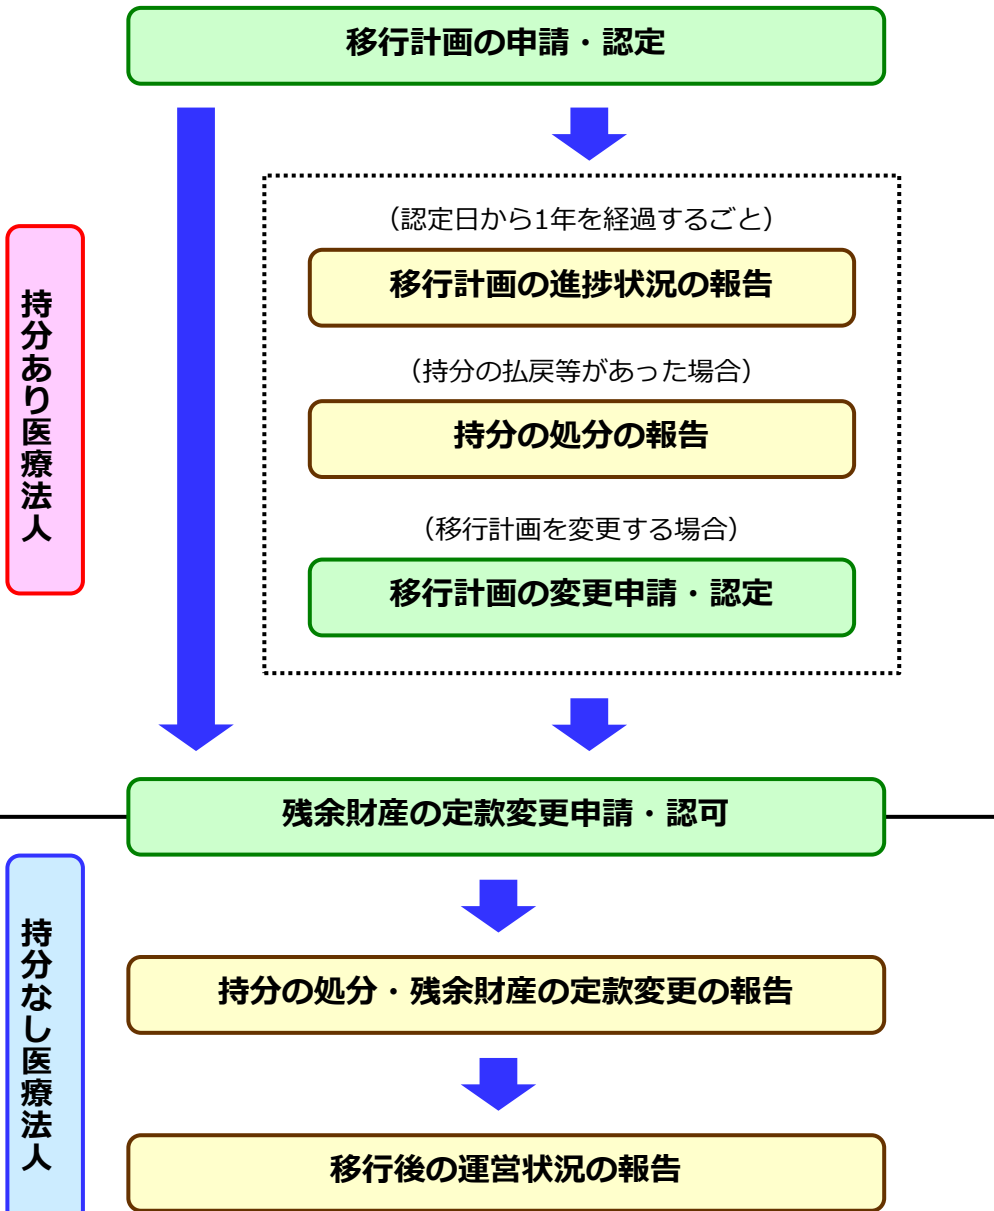 移行計画の申請・認定
持分あり医療法人
（認定日から1年を経過するごと）
移行計画の進捗状況の報告
（持分の払戻等があった場合）
持分の処分の報告
（移行計画を変更する場合）
移行計画の変更申請・認定
残余財産の定款変更申請・認可
持分なし医療法人
持分の処分・残余財産の定款変更の報告
移行後の運営状況の報告